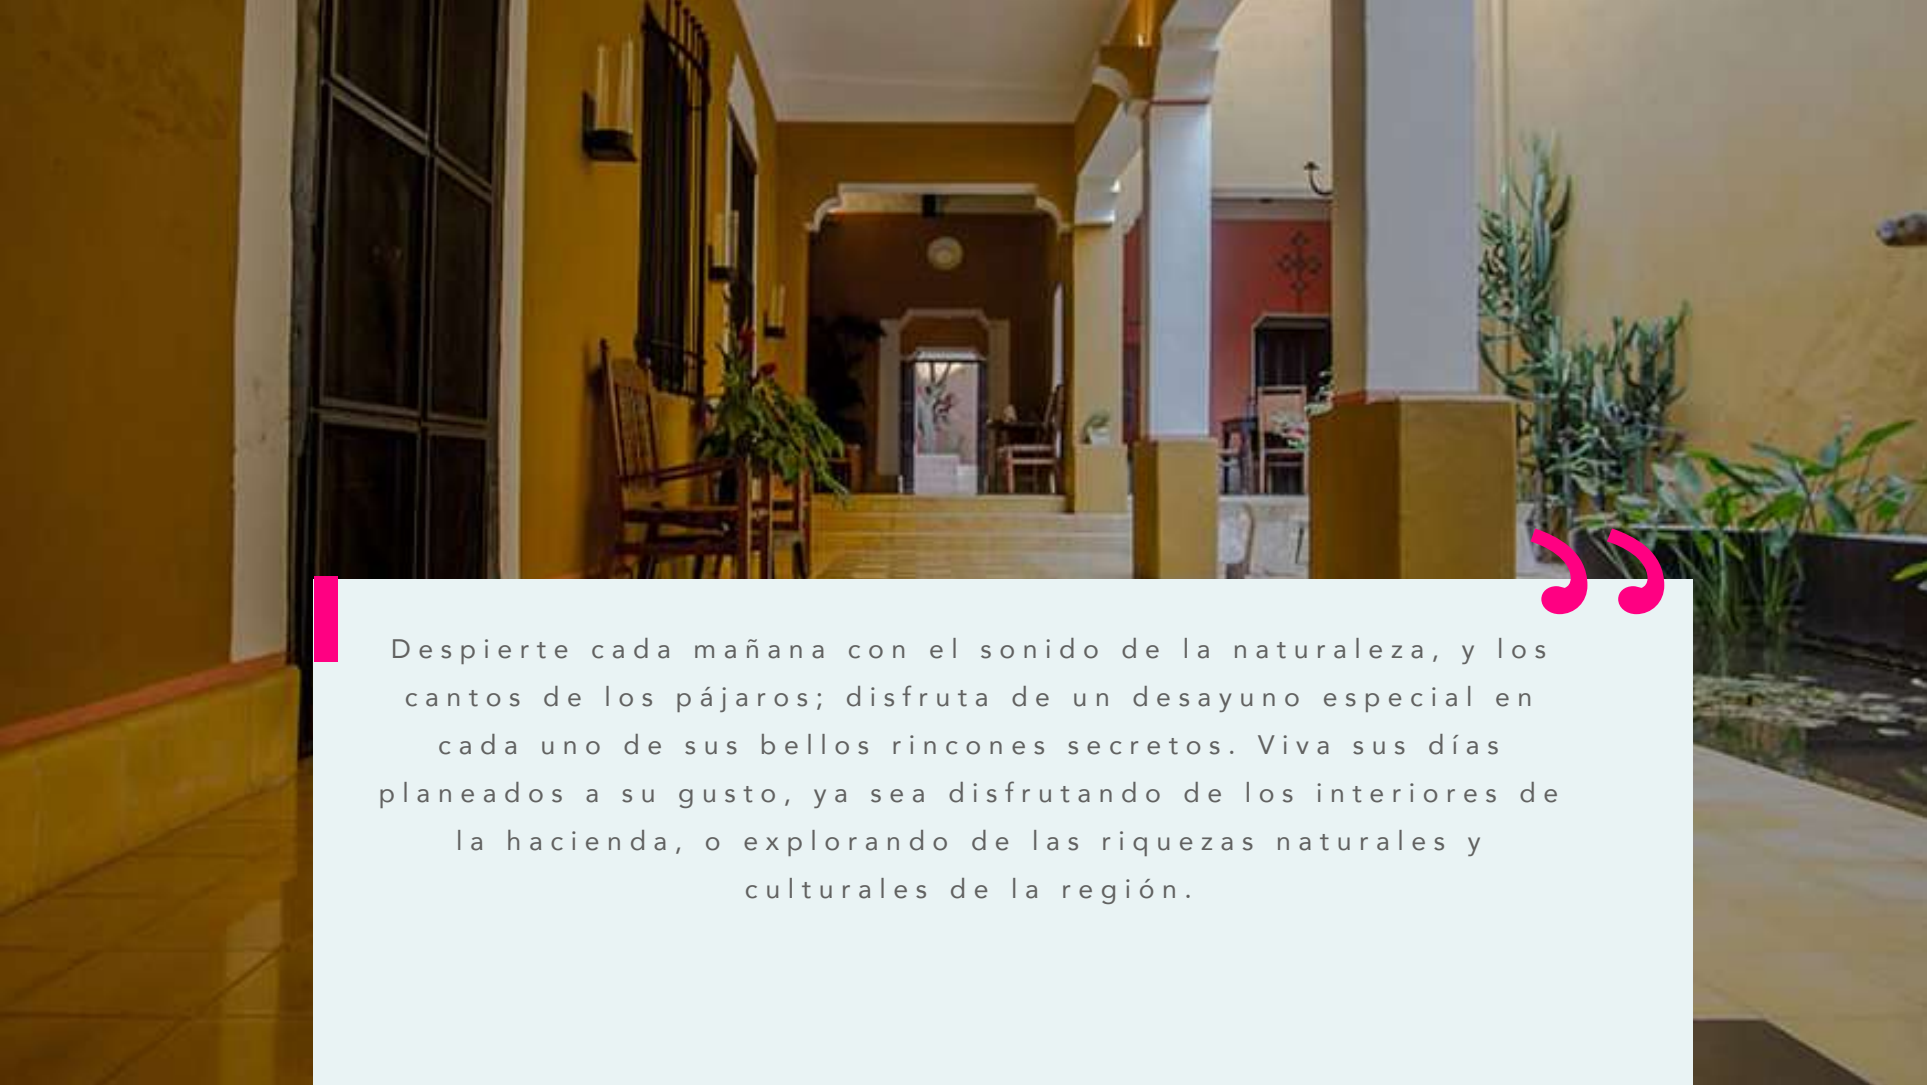 ”
Despierte cada mañana con el sonido de la naturaleza, y los
cantos de los pájaros; disfruta de un desayuno especial en
cada uno de sus bellos rincones secretos. Viva sus días
planeados a su gusto, ya sea disfrutando de los interiores de
la hacienda, o explorando de las riquezas naturales y
culturales de la región.